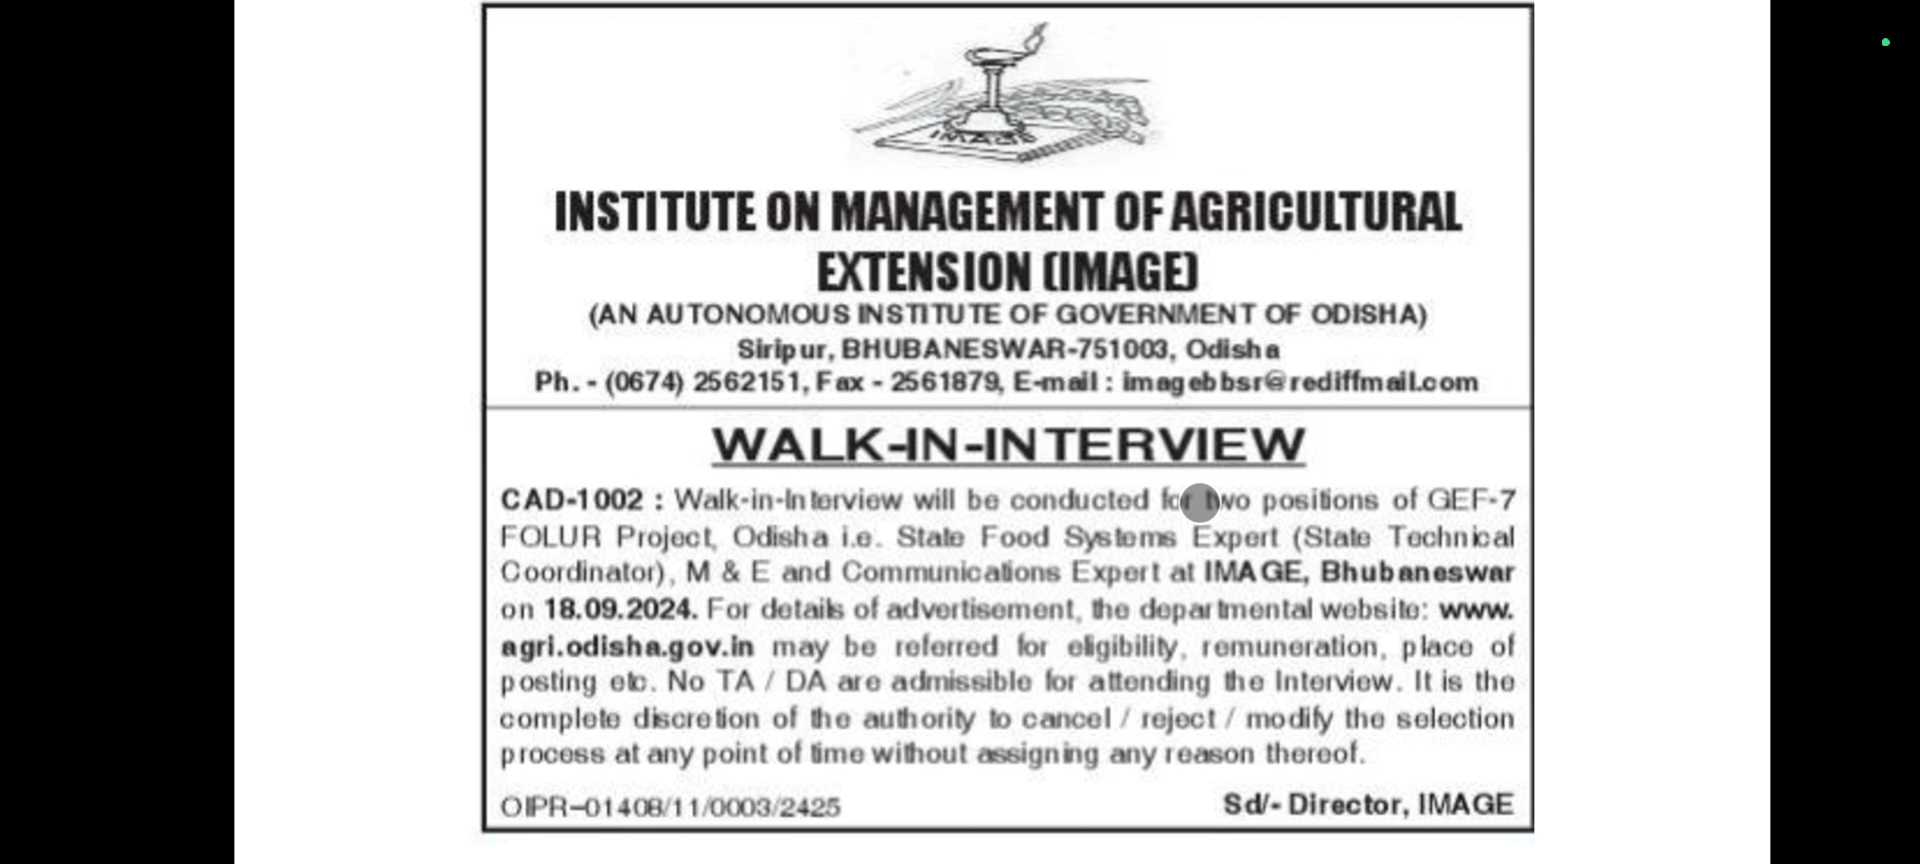 IMAGE
INSTITUTE ON MANAGEMENT OF AGRICULTURAL
EXTENSION (IMAGE)
(AN AUTONOMOUS INSTITUTE OF GOVERNMENT OF ODISHA)
Siripur, BHUBANESWAR-751003, Odisha
Ph. - (0674) 2562151, Fax - 2561879, E-mail : imagebbsr@rediffmail.com
WALK-IN-INTERVIEW
CAD-1002 : Walk-in-Interview will be conducted for two positions of GEF-7
FOLUR Project, Odisha i.e. State Food Systems Expert (State Technical
Coordinator), M & E and Communications Expert at IMAGE, Bhubaneswar
on 18.09.2024. For details of advertisement, the departmental website: www.
agri.odisha.gov.in may be referred for eligibility, remuneration, place of
posting etc. No TA / DA are admissible for attending the Interview. It is the
complete discretion of the authority to cancel / reject / modify the selection
process at any point of time without assigning any reason thereof.
OIPR-01408/11/0003/2425
Sd/- Director, IMAGE